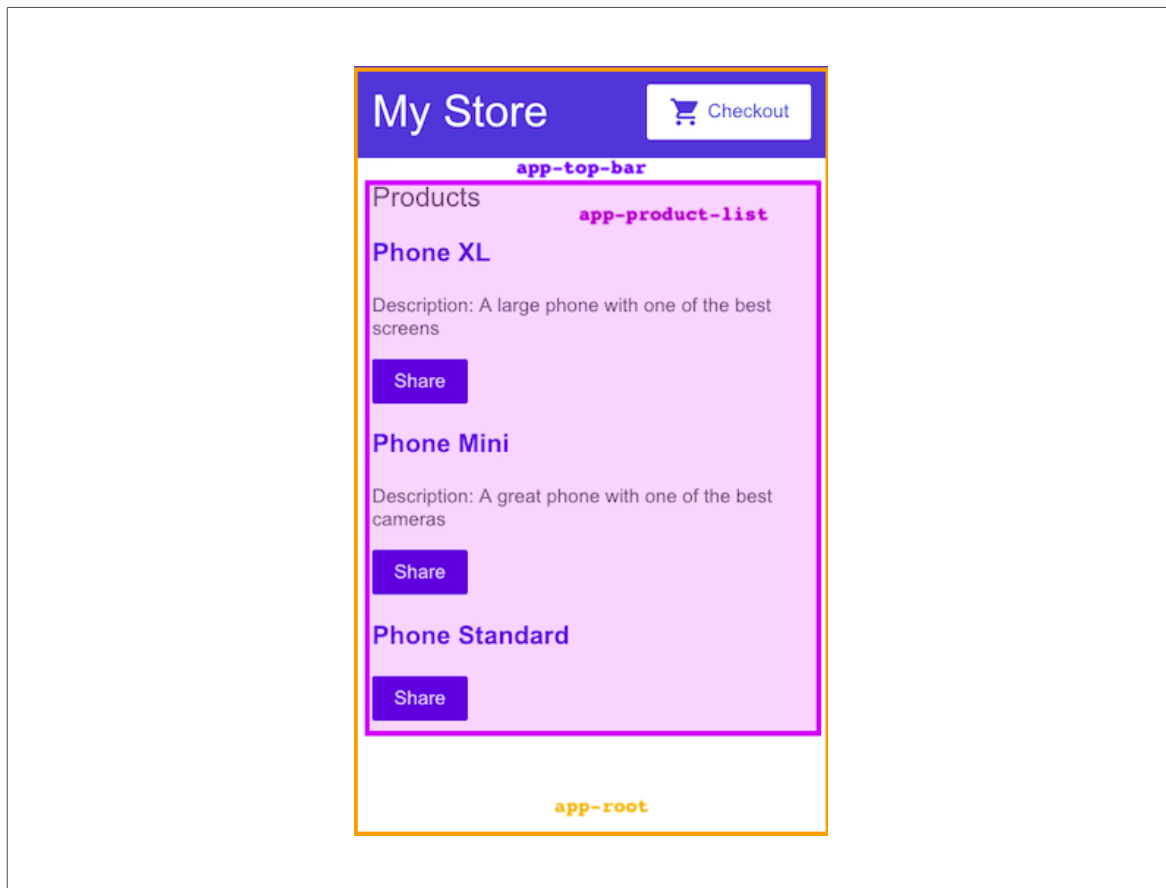 My Store
Checkout
app-top-bar
Products
app-product-list
Phone XL
Description: A large phone with one of the best
screens
Share
Phone Mini
Description: A great phone with one of the best
cameras
Share
Phone Standard
Share
app-root